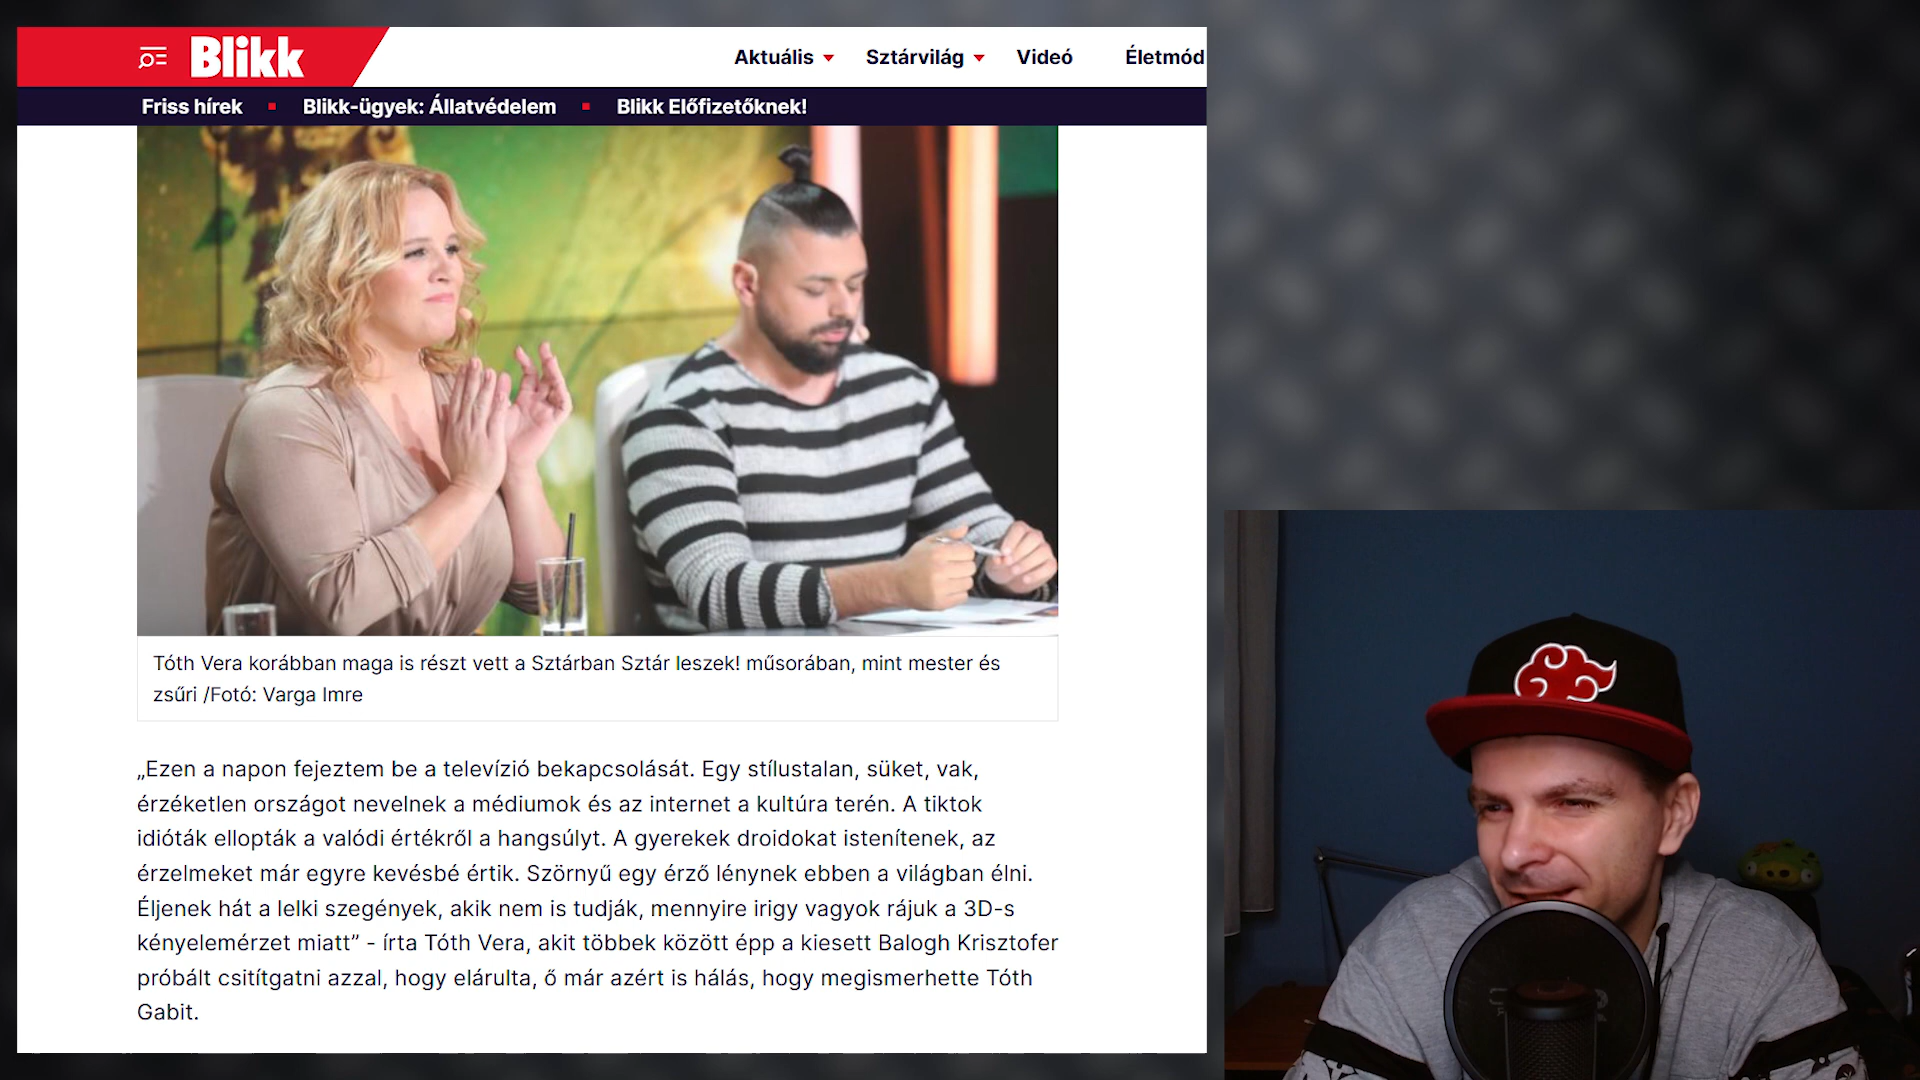 Blikk
Aktuális
Sztárvilág
Videó
Életmód
Friss hírek
Blikk-ügyek: Állatvédelem
Blikk Előfizetőknek!
Tóth Vera korábban maga is részt vett a Sztárban Sztár leszek! műsorában, mint mester és
zsűri /Fotó: Varga Imre
„Ezen a napon fejeztem be a televízió bekapcsolását. Egy stílustalan, süket, vak,
érzéketlen országot nevelnek a médiumok és az internet a kultúra terén. A tiktok
idióták ellopták a valódi értékről a hangsúlyt. A gyerekek droidokat istenítenek, az
érzelmeket már egyre kevésbé értik. Szörnyű egy érző lénynek ebben a világban élni.
Éljenek hát a lelki szegények, akik nem is tudják, mennyire irigy vagyok rájuk a 3D-s
kényelemérzet miatt” - írta Tóth Vera, akit többek között épp a kiesett Balogh Krisztofer
próbált csitítgatni azzal, hogy elárulta, ő már azért is hálás, hogy megismerhette Tóth
Gabit.